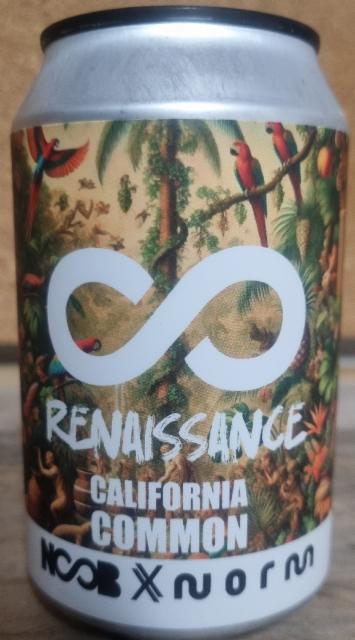 RENAISSANCE
CALIFORNIA
COMMON
NOOB X norm